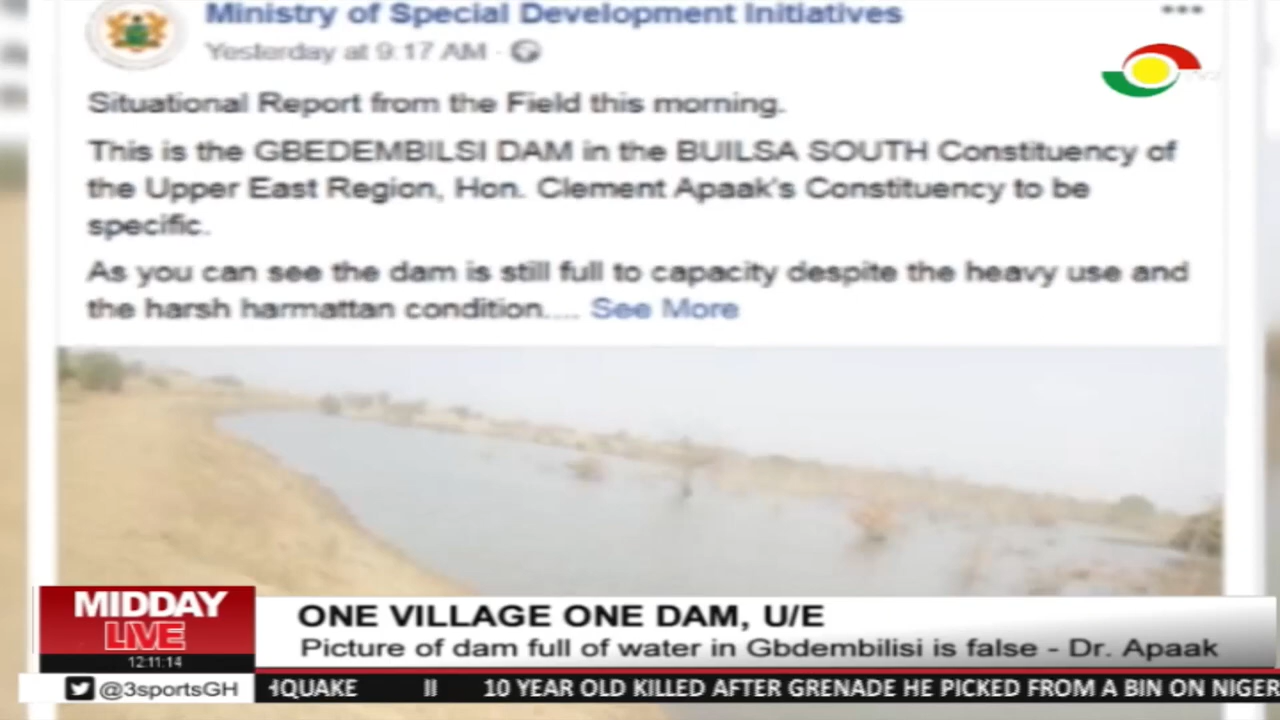 Ministry of Special Development Initiatives
Yesterday at 9:17 AM ·
Situational Report from the Field this morning.
This is the GBEDEMBILSI DAM in the BUILSA SOUTH Constituency of
the Upper East Region, Hon. Clement Apaak's Constituency to be
specific.
As you can see the dam is still full to capacity despite the heavy use and
the harsh harmattan condition.... See More
MIDDAY
LIVE
12:11:14
ONE VILLAGE ONE DAM, U/E
Picture of dam full of water in Gbdembilisi is false - Dr. Apaak
@3sportsGH
HQUAKE || 10 YEAR OLD KILLED AFTER GRENADE HE PICKED FROM A BIN ON NIGER